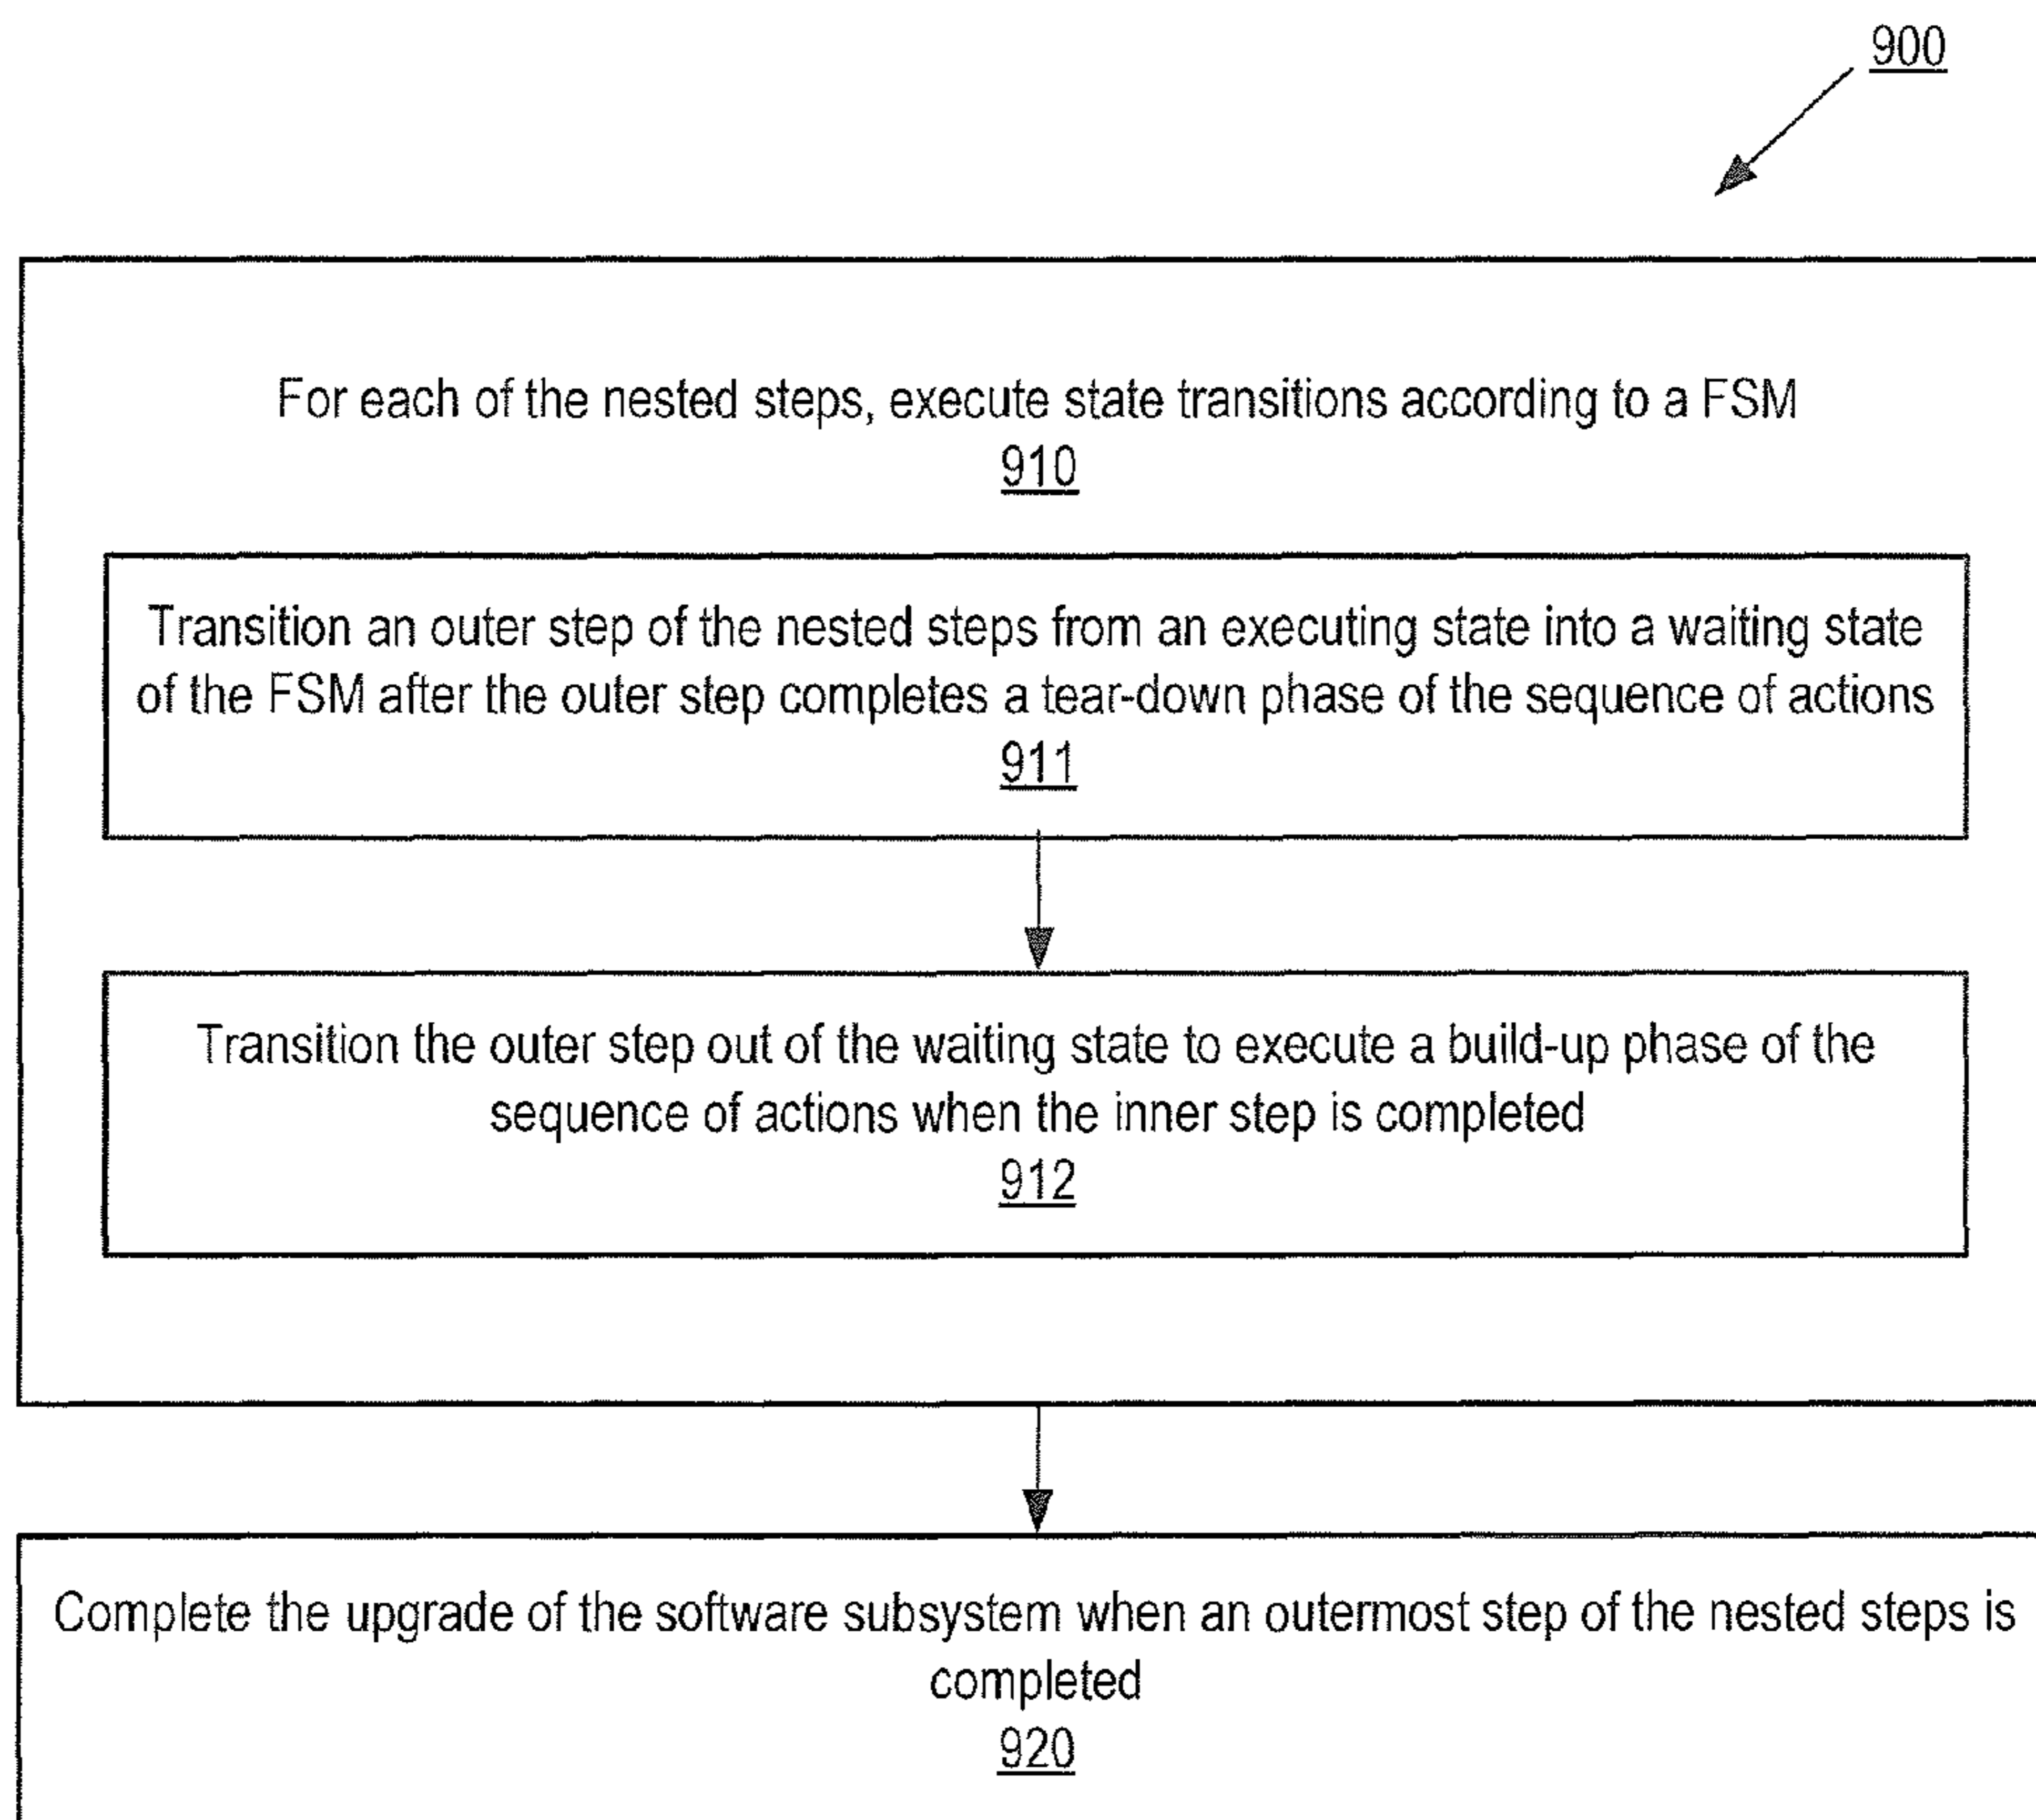 900
For each of the nested steps, execute state transitions according to a FSM
910
Transition an outer step of the nested steps from an executing state into a waiting state
of the FSM after the outer step completes a tear-down phase of the sequence of actions
911
Transition the outer step out of the waiting state to execute a build-up phase of the
sequence of actions when the inner step is completed
912
Complete the upgrade of the software subsystem when an outermost step of the nested steps is
completed
920